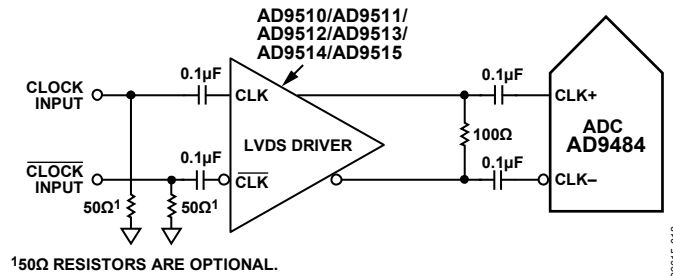 AD9510/AD9511/
AD9512/AD9513/
AD9514/AD9515
CLOCK
INPUT
0.1µF
CLK
LVDS DRIVER
CLOCK
INPUT
0.1µF
CLK
50Ω¹
50Ω¹
0.1µF
100Ω
0.1µF
CLK+
ADC
AD9484
CLK–
¹50Ω RESISTORS ARE OPTIONAL.